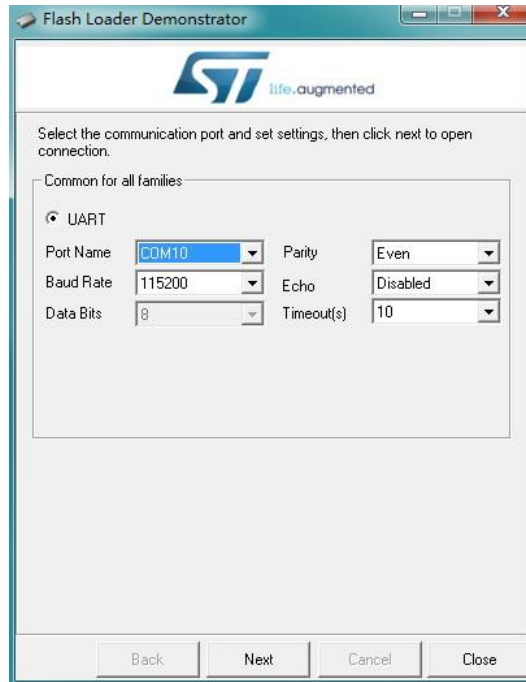 Flash Loader Demonstrator
ST life.augmented
Select the communication port and set settings, then click next to open
connection.
Common for all families
UART
Port Name COM10 Parity Even
Baud Rate 115200 Echo Disabled
Data Bits 8 Timeout(s) 10
Back Next Cancel Close